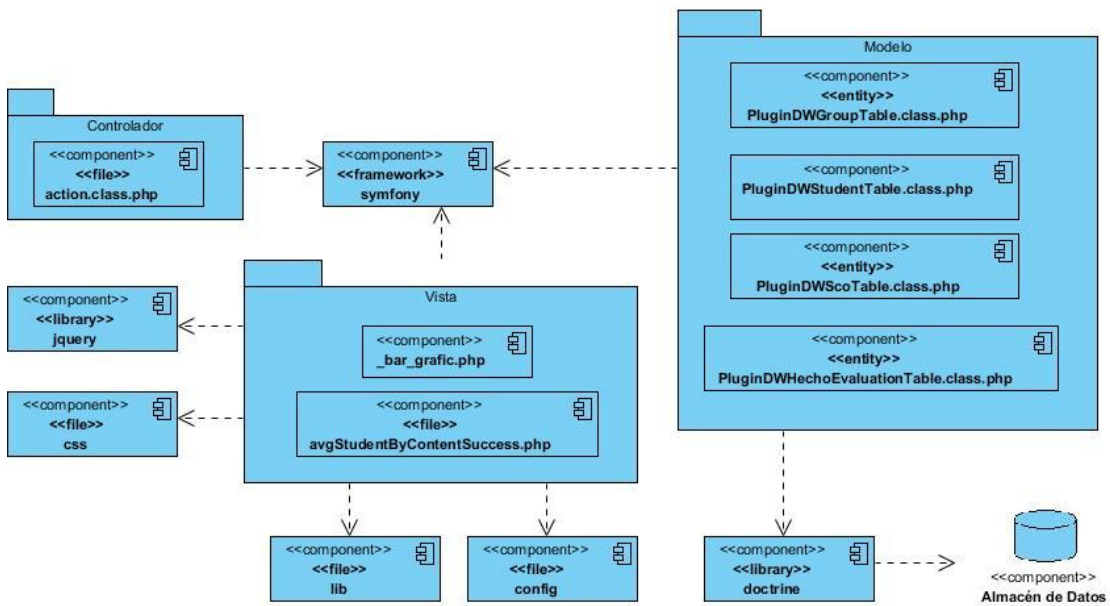 Modelo
<<component>>
<<entity>>
PluginDWGroupTable.class.php
<<component>>
PluginDWStudentTable.class.php
<<component>>
<<entity>>
PluginDWScoTable.class.php
<<component>>
<<entity>>
PluginDWHechoEvaluationTable.class.php
Controlador
<<component>>
<<file>>
action.class.php
<<component>>
<<framework>>
symfony
Vista
<<component>>
_bar_grafic.php
<<component>>
<<file>>
avgStudentByContentSuccess.php
<<component>>
<<library>>
jquery
<<component>>
<<file>>
css
<<component>>
<<file>>
lib
<<component>>
<<file>>
config
<<component>>
<<library>>
doctrine
<<component>>
Almacén de Datos